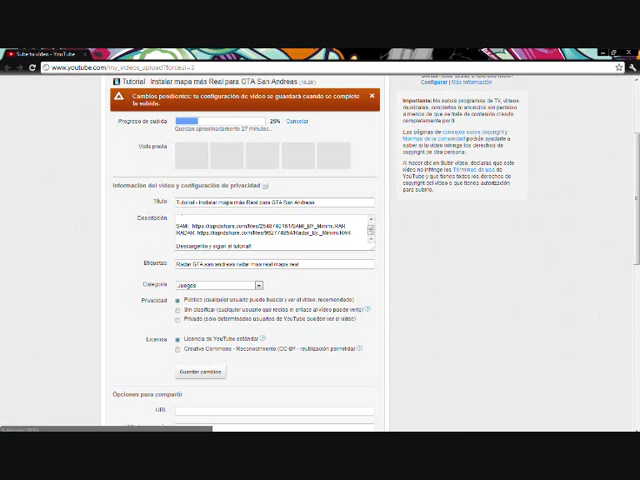 Sube tu video - YouTube
www.youtube.com/my_videos_upload?forceui=3
Tutorial - Instalar mapa más Real para GTA San Andreas
Cambios pendientes: tu configuración de vídeo se guardará cuando se complete
la subida.
Progreso de subida 25% Cancelar
Quedan aproximadamente 27 minutos...
Vista previa
Información del vídeo y configuración de privacidad
Título Tutorial - Instalar mapa más Real para GTA San Andreas
Descripción
Descarguenlo y sigan el tutorial!
Etiquetas Radar GTA san andreas radar mas real mapa real
Categoría Juegos
Privacidad Público (cualquier usuario puede buscar y ver el vídeo; recomendado)
Sin clasificar (cualquier usuario que reciba el enlace al vídeo puede verlo)
Privado (solo determinados usuarios de YouTube pueden ver el vídeo)
Licencia Licencia de YouTube estándar
Creative Commons - Reconocimiento (CC-BY - reutilización permitida)
Guardar cambios
Opciones para compartir
URL
Configurar | Más información
Importante: No subas programas de TV, vídeos
musicales, conciertos ni anuncios sin permiso
a menos de que se trate de contenido creado
completamente por ti
Las páginas de consejos sobre copyright y
Normas de la comunidad pueden ayudarte a
saber si tu vídeo infringe los derechos de
copyright de otra persona.
Al hacer clic en Subir vídeo, declaras que este
vídeo no infringe los Términos de uso de
YouTube y que tienes todos los derechos de
copyright del vídeo o que tienes autorización
para subirlo.